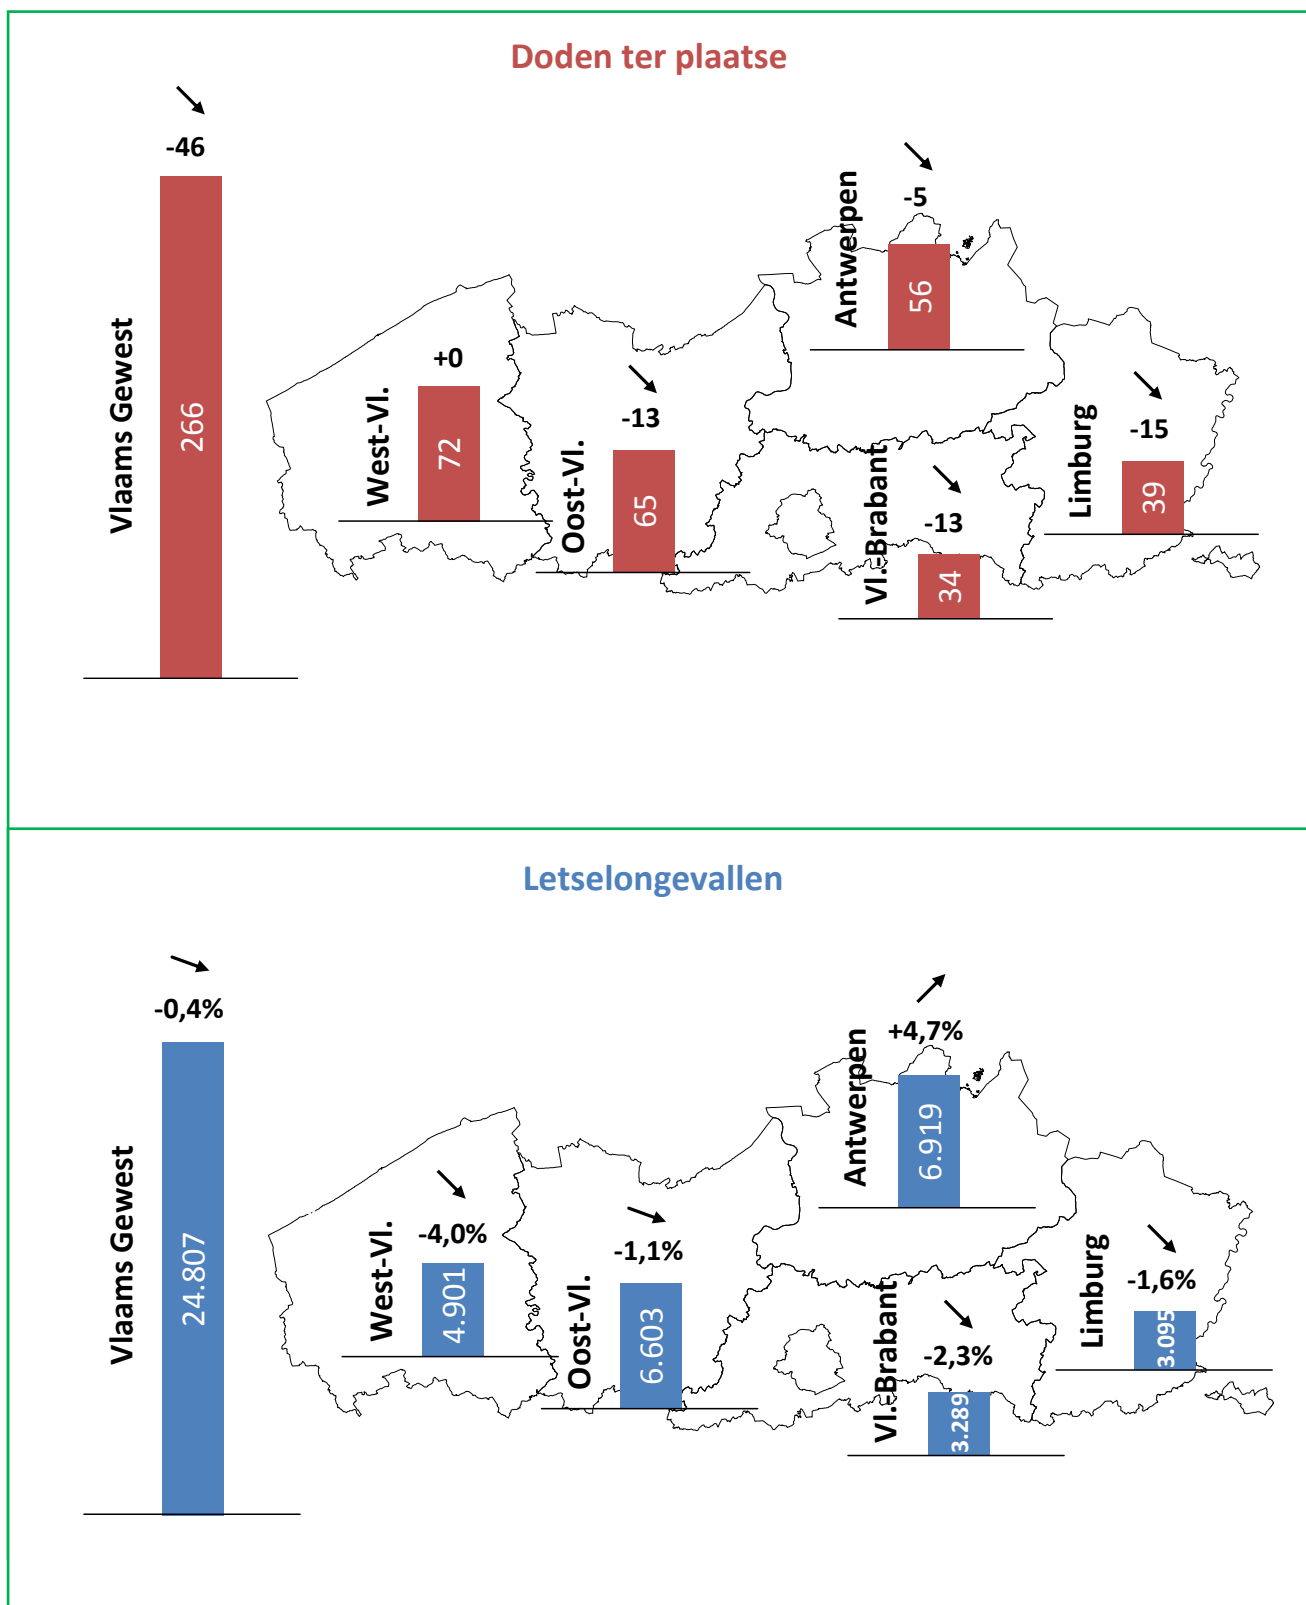 Doden ter plaatse
-46
Vlaams Gewest
266
+0
West-Vl.
72
-13
Oost-Vl.
65
-5
Antwerpen
56
-13
Vl.-Brabant
34
-15
Limburg
39
Letselongevallen
-0,4%
Vlaams Gewest
24.807
-4,0%
West-Vl.
4.901
-1,1%
Oost-Vl.
6.603
+4,7%
Antwerpen
6.919
-2,3%
Vl.-Brabant
3.289
-1,6%
Limburg
3.095